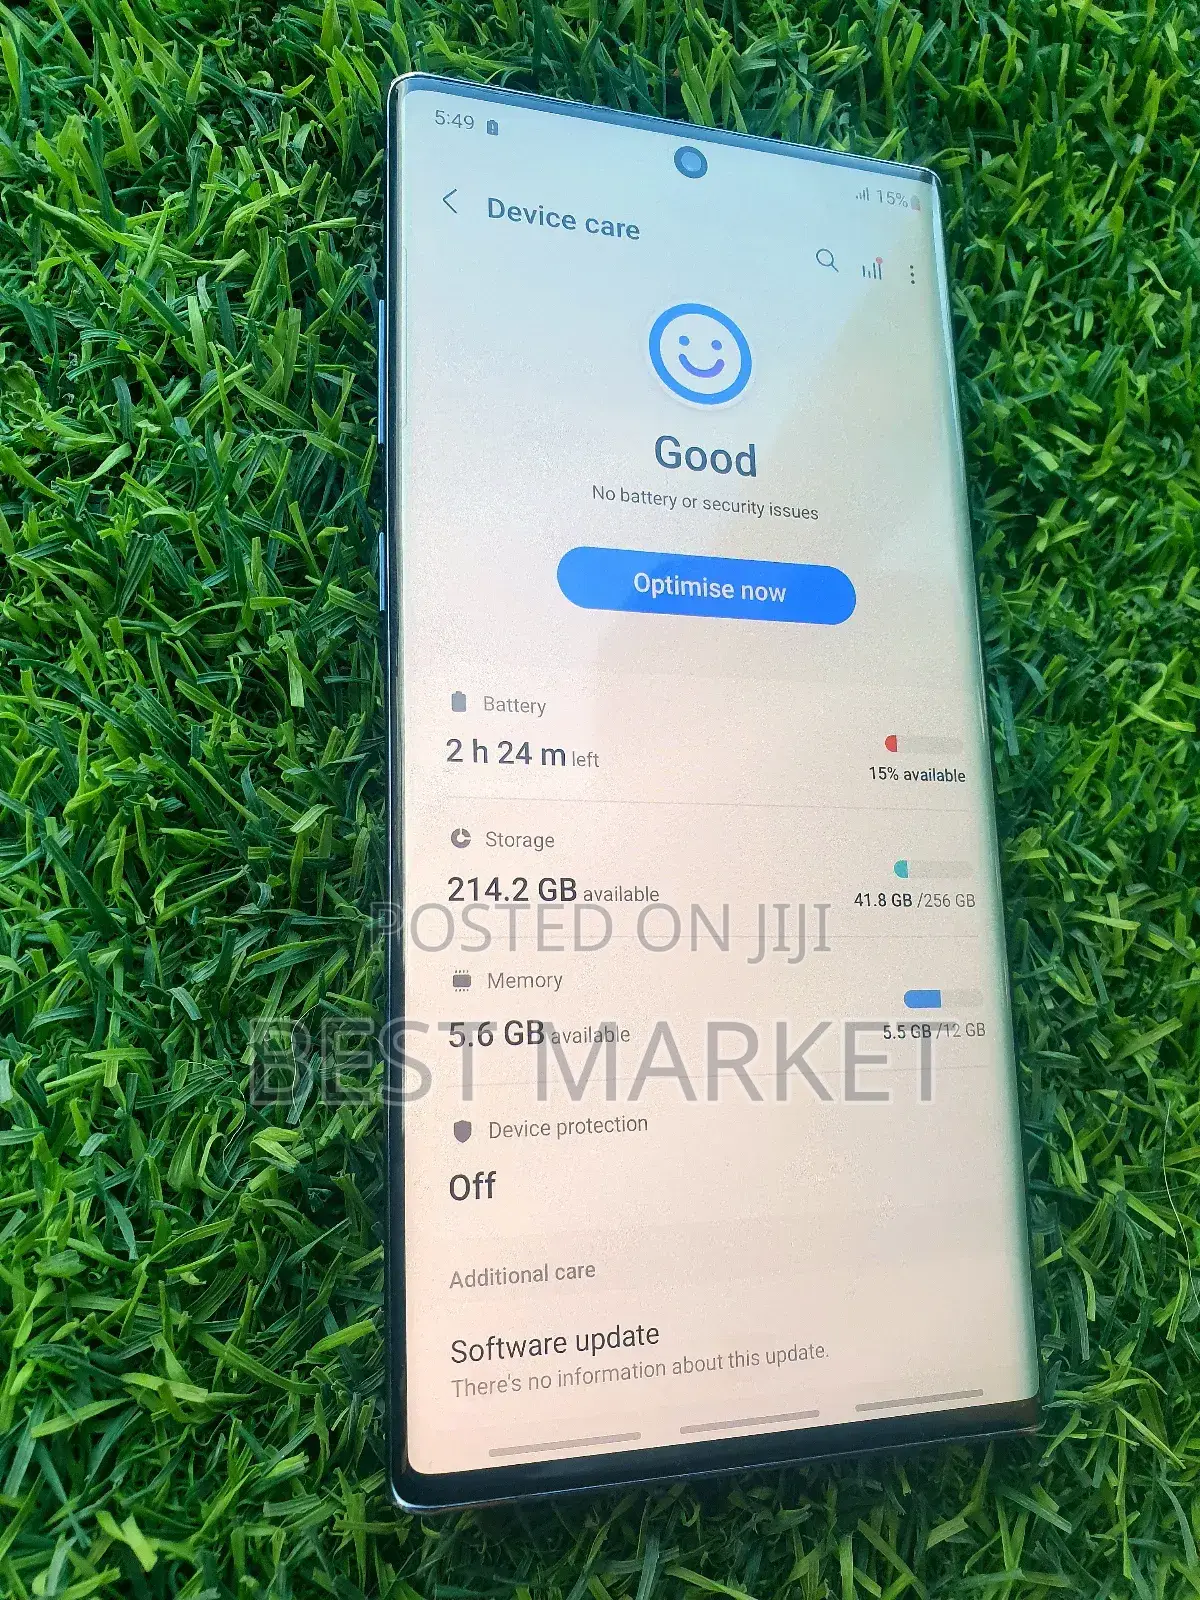 5:49
15%
Device care
Good
No battery or security issues
Optimise now
Battery
2 h 24 m left
15% available
Storage
214.2 GB available
41.8 GB /256 GB
POSTED ON JIJI
Memory
5.6 GB available
5.5 GB /12 GB
BEST MARKET
Device protection
Off
Additional care
Software update
There's no information about this update.